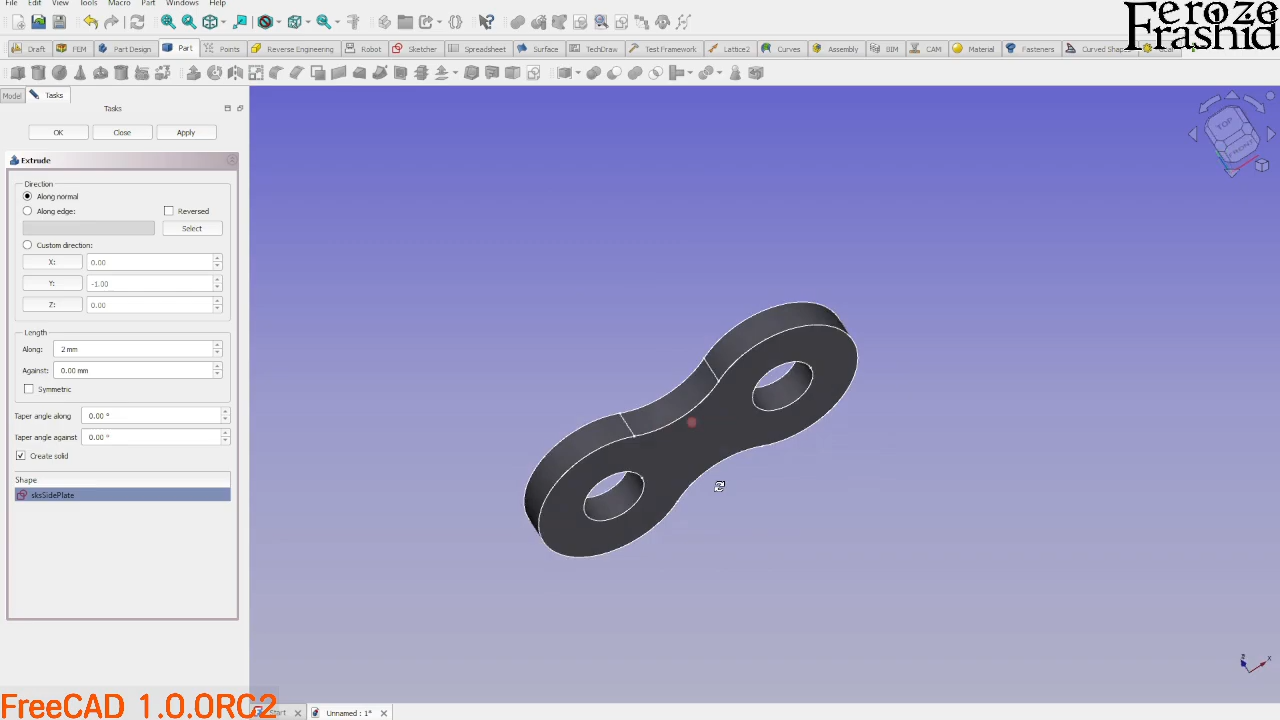 File Edit View Tools Macro Part Windows Help
Feroze
Frashid
Draft FEM Part Design Part Points Reverse Engineering Robot Sketcher Spreadsheet Surface TechDraw Test Framework Lattice2 Curves Assembly BIM CAM Material Fasteners Curved Shapes
Model Tasks
Tasks
OK Close Apply
Extrude
Direction
Along normal
Along edge: Reversed
Select
Custom direction:
X: 0.00
Y: -1.00
Z: 0.00
Length
Along: 2 mm
Against: 0.00 mm
Symmetric
Taper angle along 0.00 °
Taper angle against 0.00 °
Create solid
Shape
sksSidePlate
TOP
FRONT
Z X
FreeCAD 1.0.0RC2
Start Unnamed : 1*